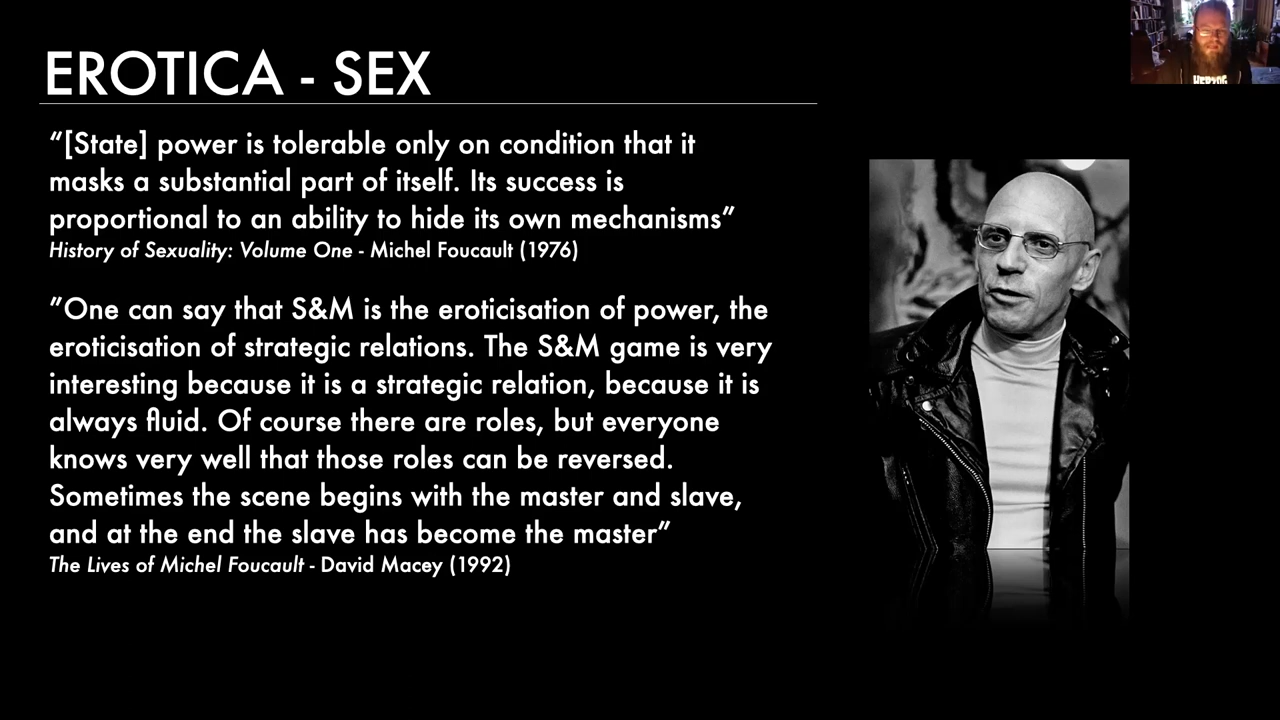 EROTICA - SEX
“[State] power is tolerable only on condition that it
masks a substantial part of itself. Its success is
proportional to an ability to hide its own mechanisms”
History of Sexuality: Volume One - Michel Foucault (1976)
”One can say that S&M is the eroticisation of power, the
eroticisation of strategic relations. The S&M game is very
interesting because it is a strategic relation, because it is
always fluid. Of course there are roles, but everyone
knows very well that those roles can be reversed.
Sometimes the scene begins with the master and slave,
and at the end the slave has become the master”
The Lives of Michel Foucault - David Macey (1992)
HERZOG